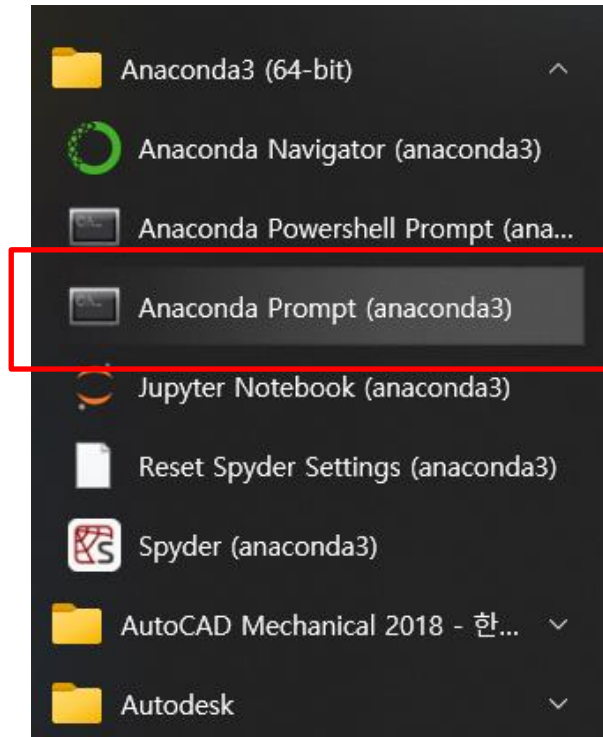 Anaconda3 (64-bit)
Anaconda Navigator (anaconda3)
Anaconda Powershell Prompt (ana...
Anaconda Prompt (anaconda3)
Jupyter Notebook (anaconda3)
Reset Spyder Settings (anaconda3)
Spyder (anaconda3)
AutoCAD Mechanical 2018 - 한...
Autodesk